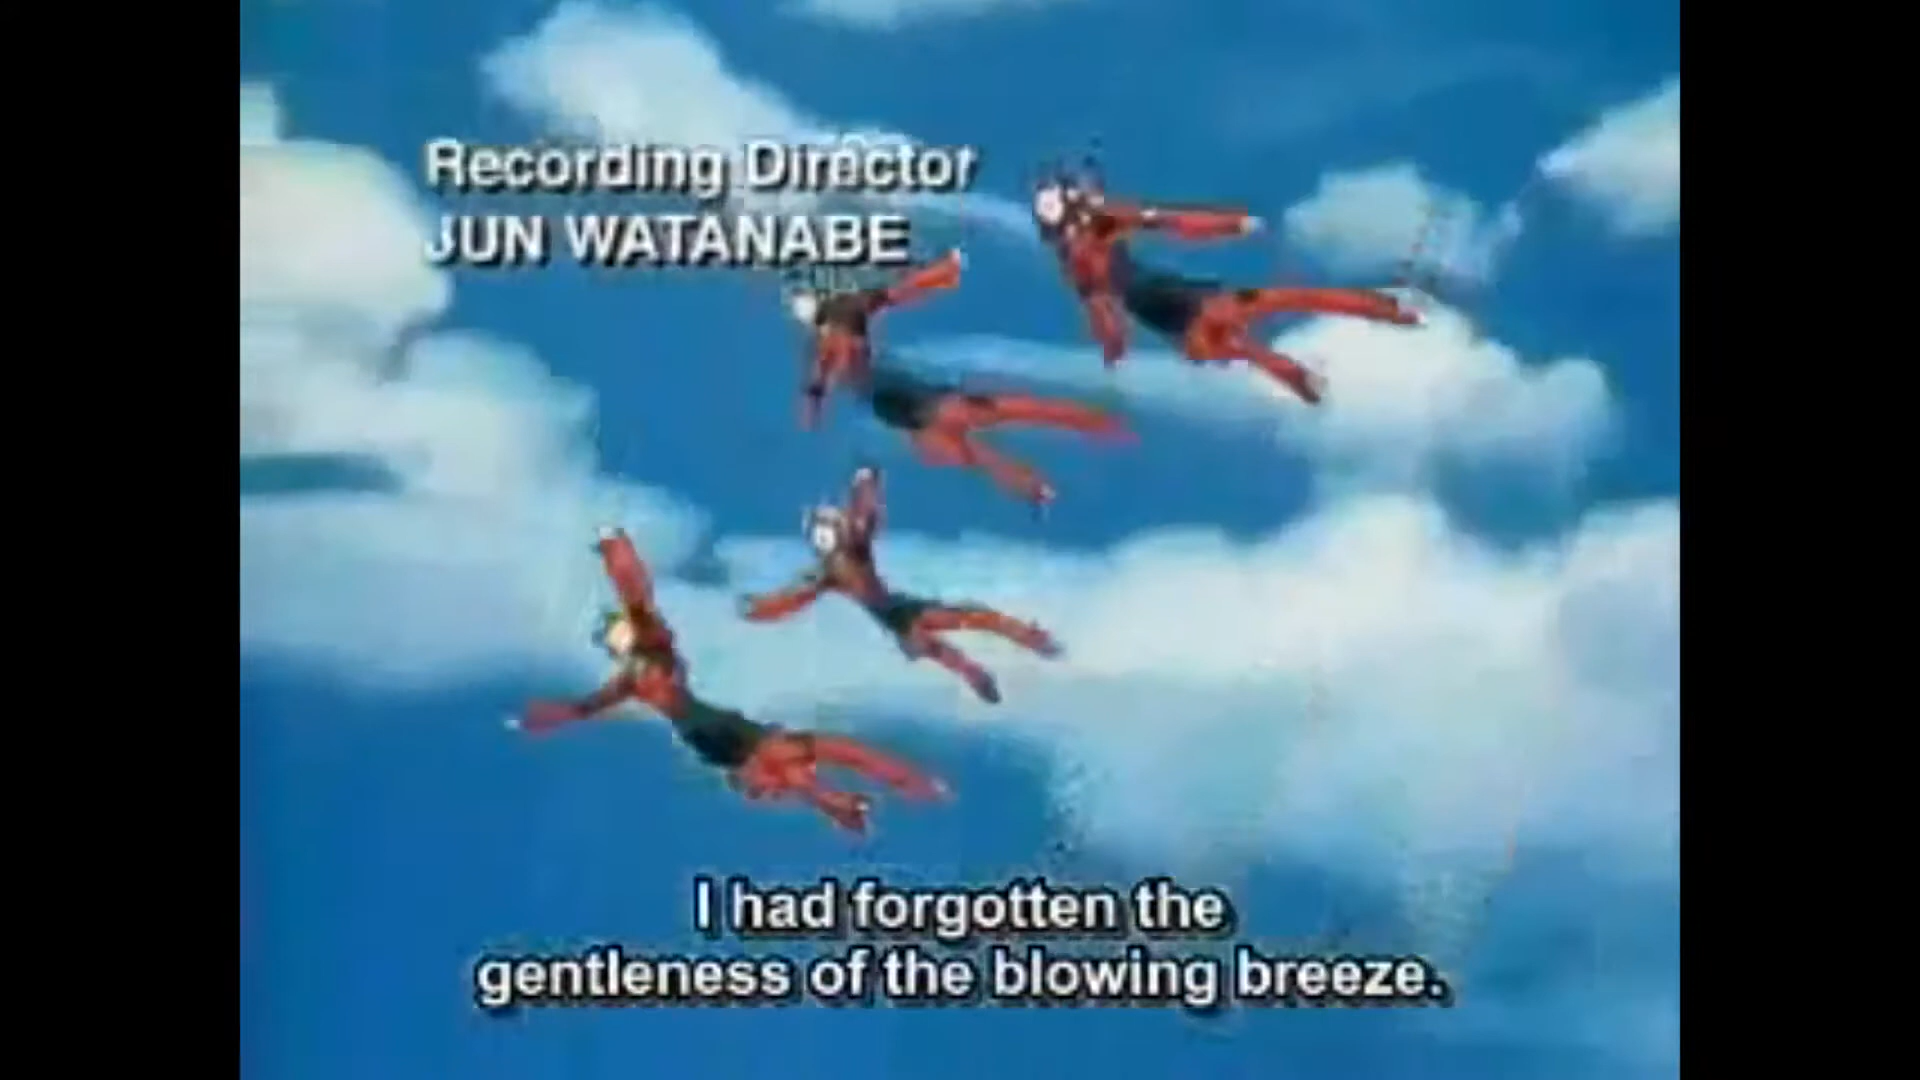 Recording Director
JUN WATANABE
I had forgotten the
gentleness of the blowing breeze.